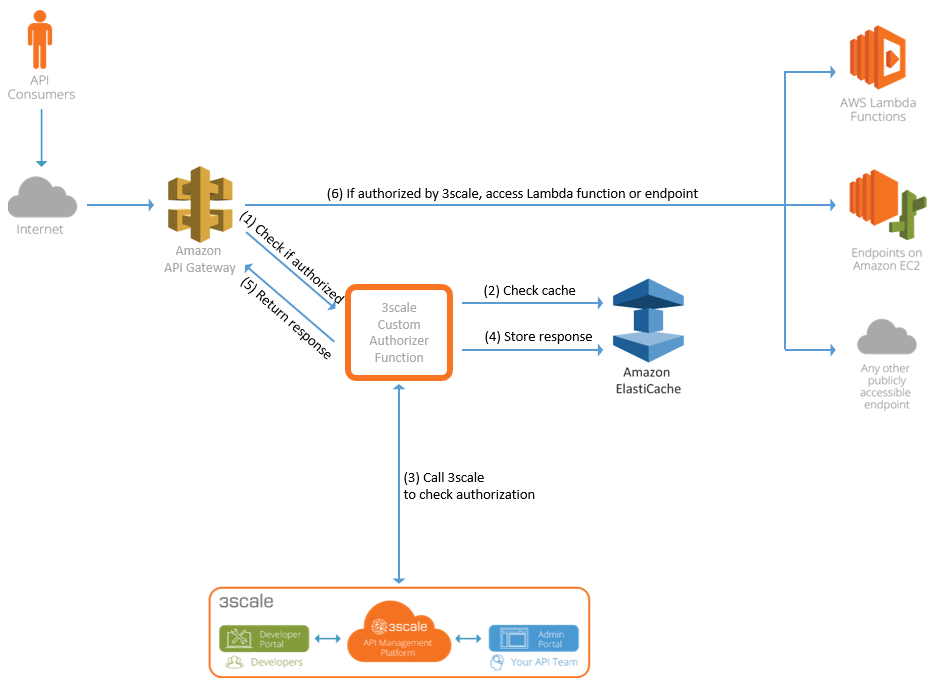 API
Consumers
Internet
Amazon
API Gateway
(1) Check if authorized
(5) Return response
(6) If authorized by 3scale, access Lambda function or endpoint
3scale
Custom
Authorizer
Function
(2) Check cache
(4) Store response
Amazon
ElastiCache
AWS Lambda
Functions
Endpoints on
Amazon EC2
Any other
publicly
accessible
endpoint
(3) Call 3scale
to check authorization
3scale
Developer
Portal
Developers
3scale
API Management
Platform
Admin
Portal
Your API Team